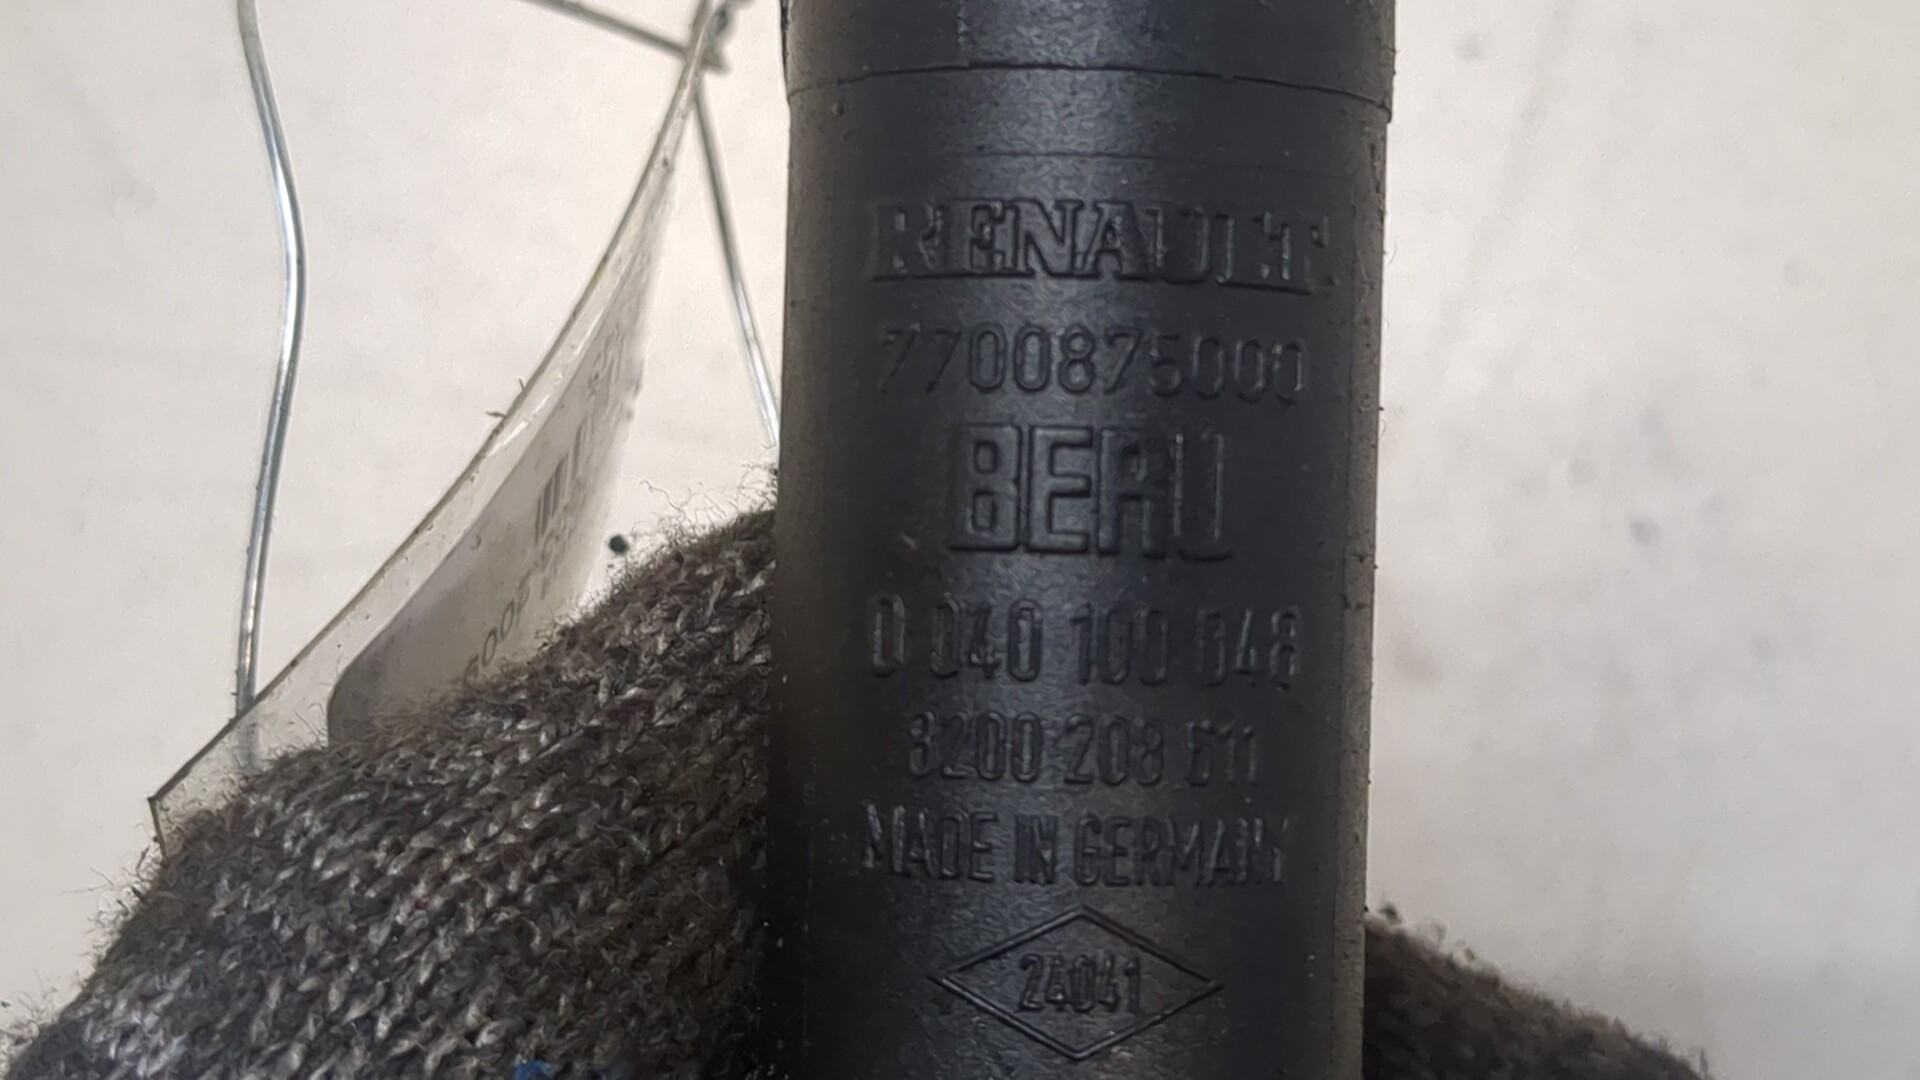 RENAULT
7700875000
BERU
0 040 100 048
8200 208 611
MADE IN GERMANY
24041